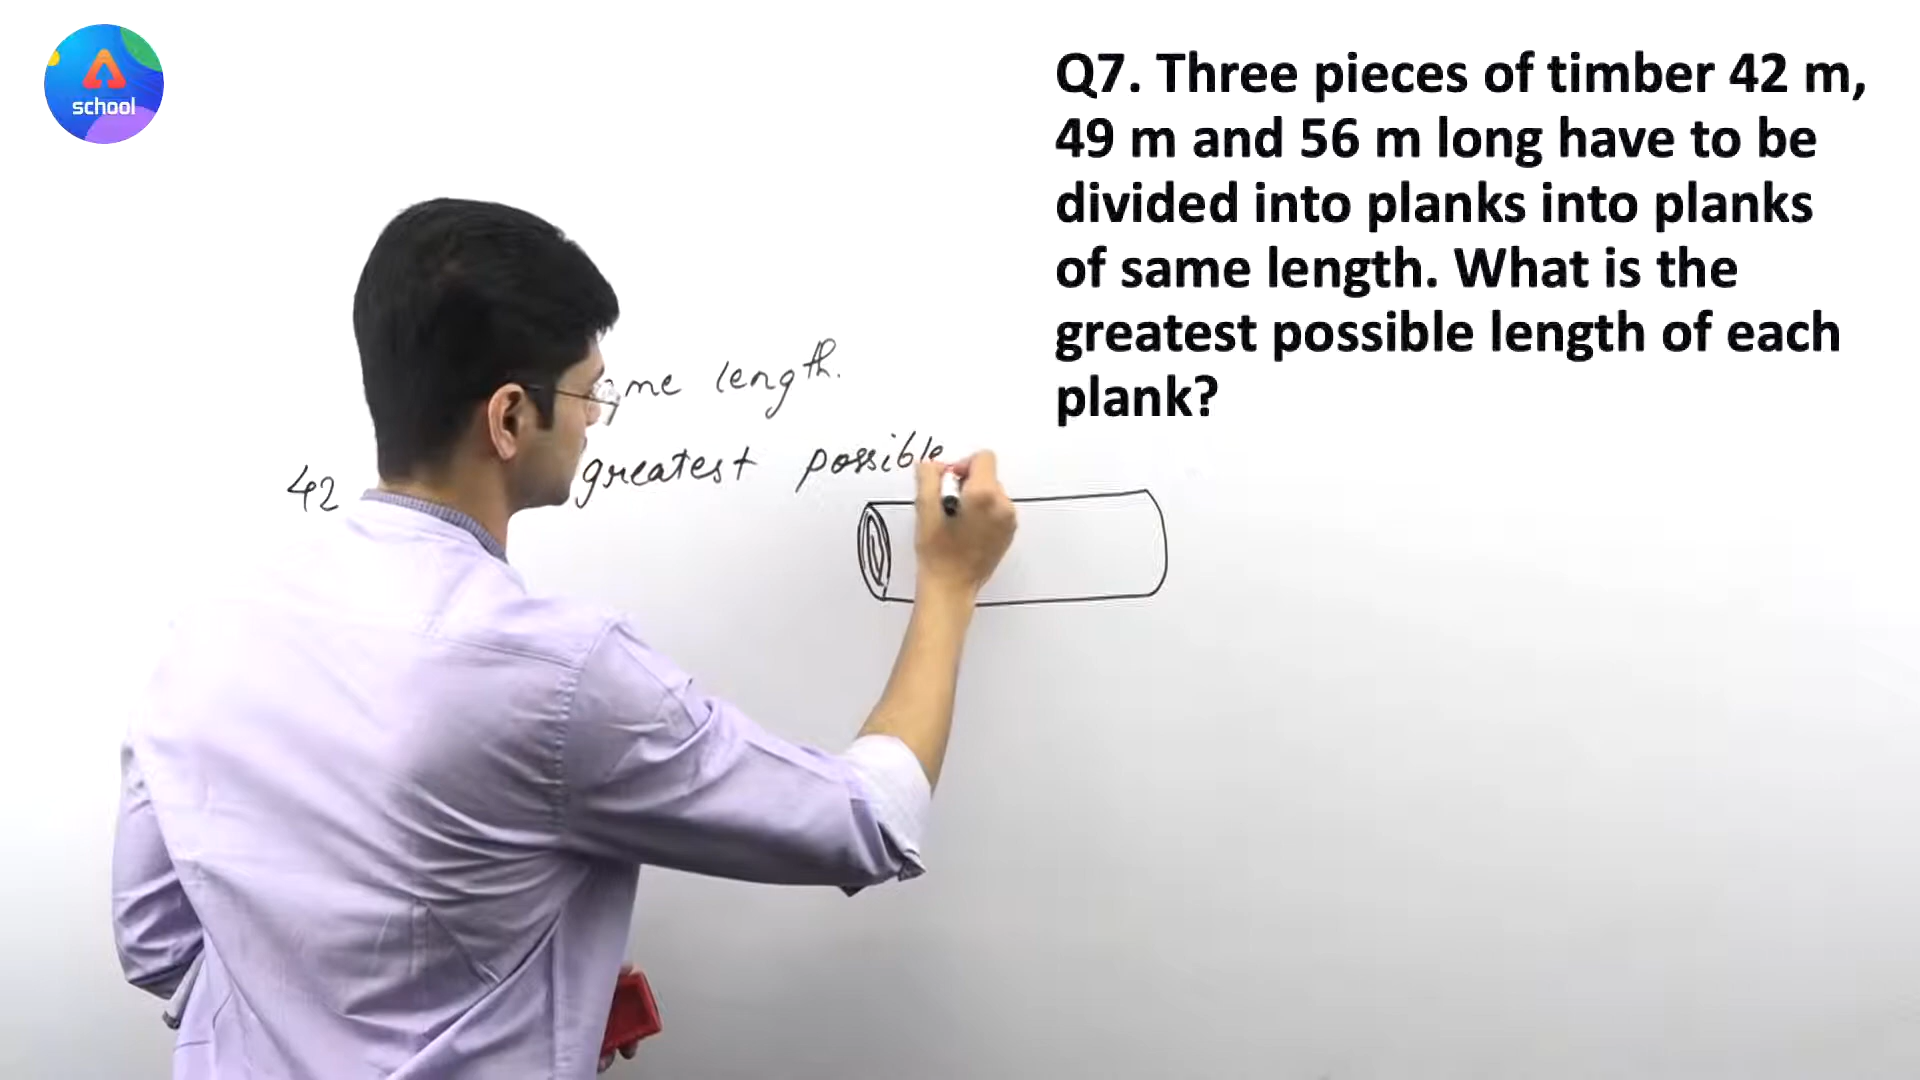 school
Q7. Three pieces of timber 42 m,
49 m and 56 m long have to be
divided into planks into planks
of same length. What is the
greatest possible length of each
plank?
me length.
greatest possible
42